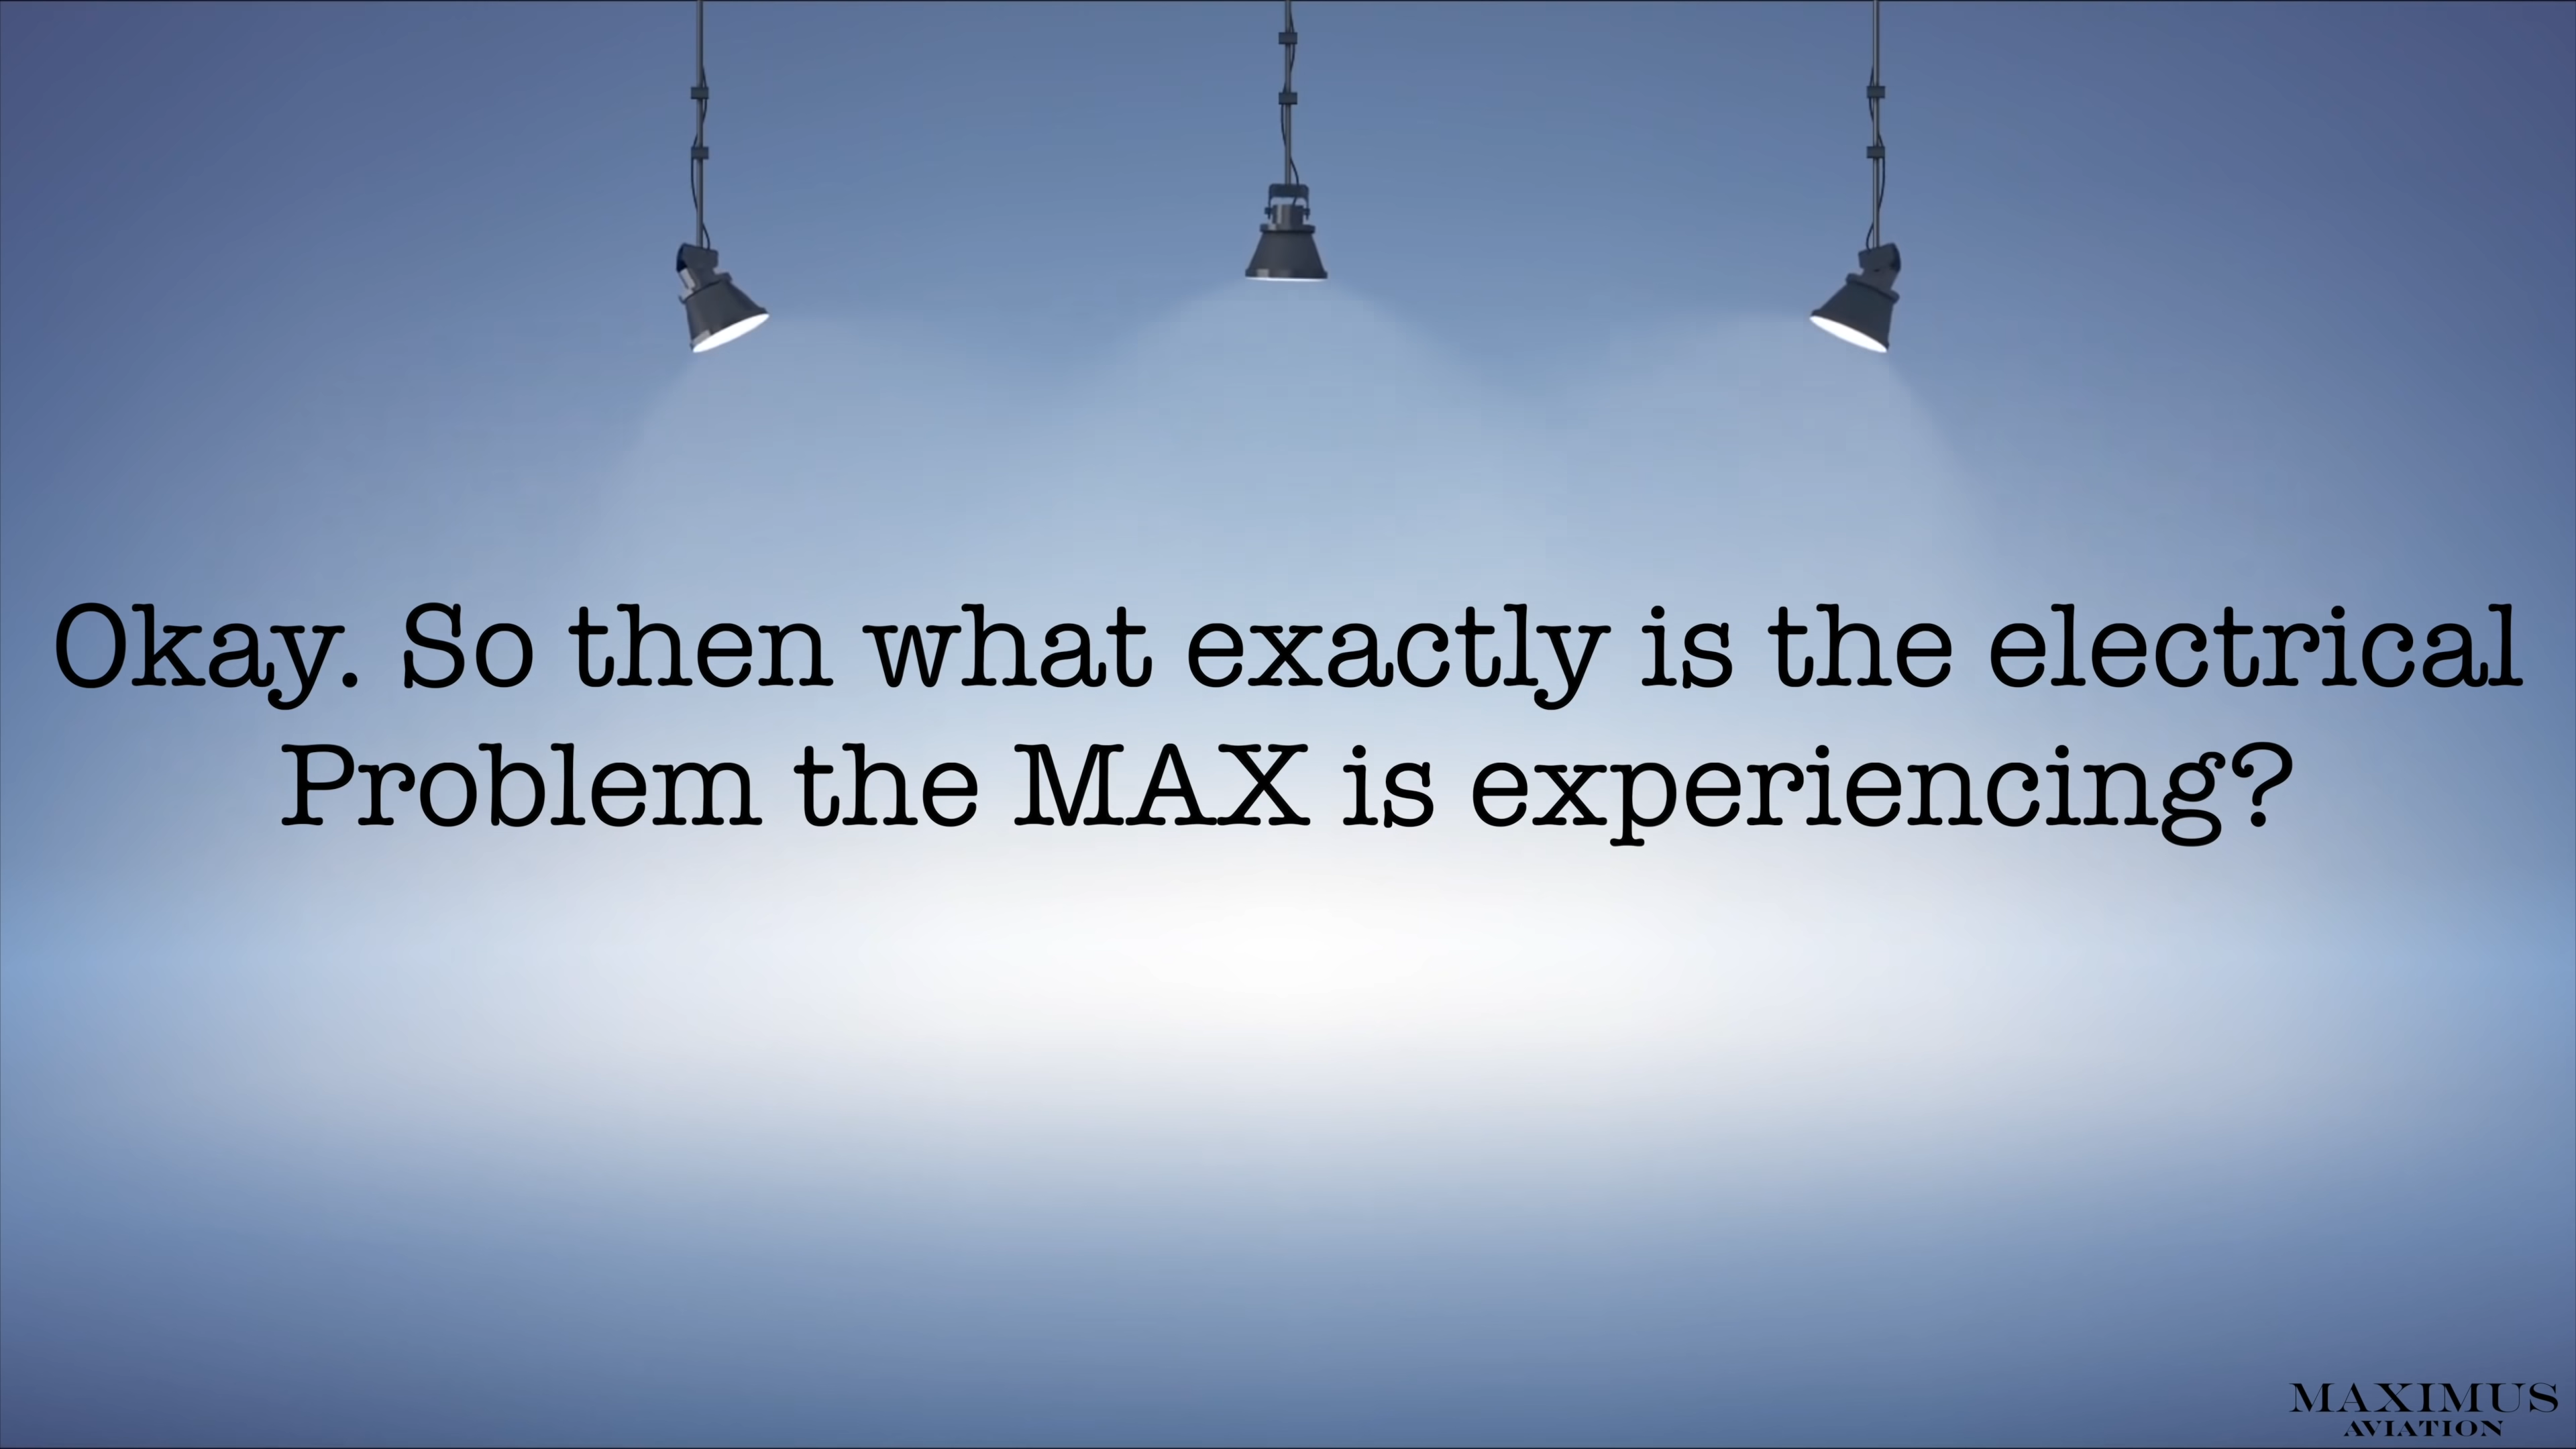 Okay. So then what exactly is the electrical
Problem the MAX is experiencing?
MAXIMUS
AVIATION